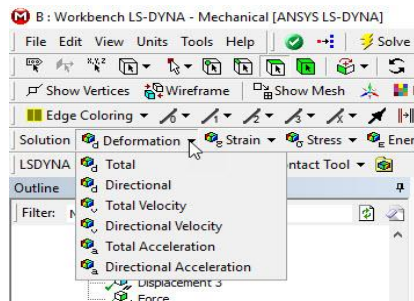 B : Workbench LS-DYNA - Mechanical [ANSYS LS-DYNA]
File Edit View Units Tools Help Solve
Show Vertices Wireframe Show Mesh
Edge Coloring
Solution Deformation Strain Stress Ener
LSDYNA ntact Tool
Outline
Filter: N
Total
Directional
Total Velocity
Directional Velocity
Total Acceleration
Directional Acceleration
Displacement 3
Force